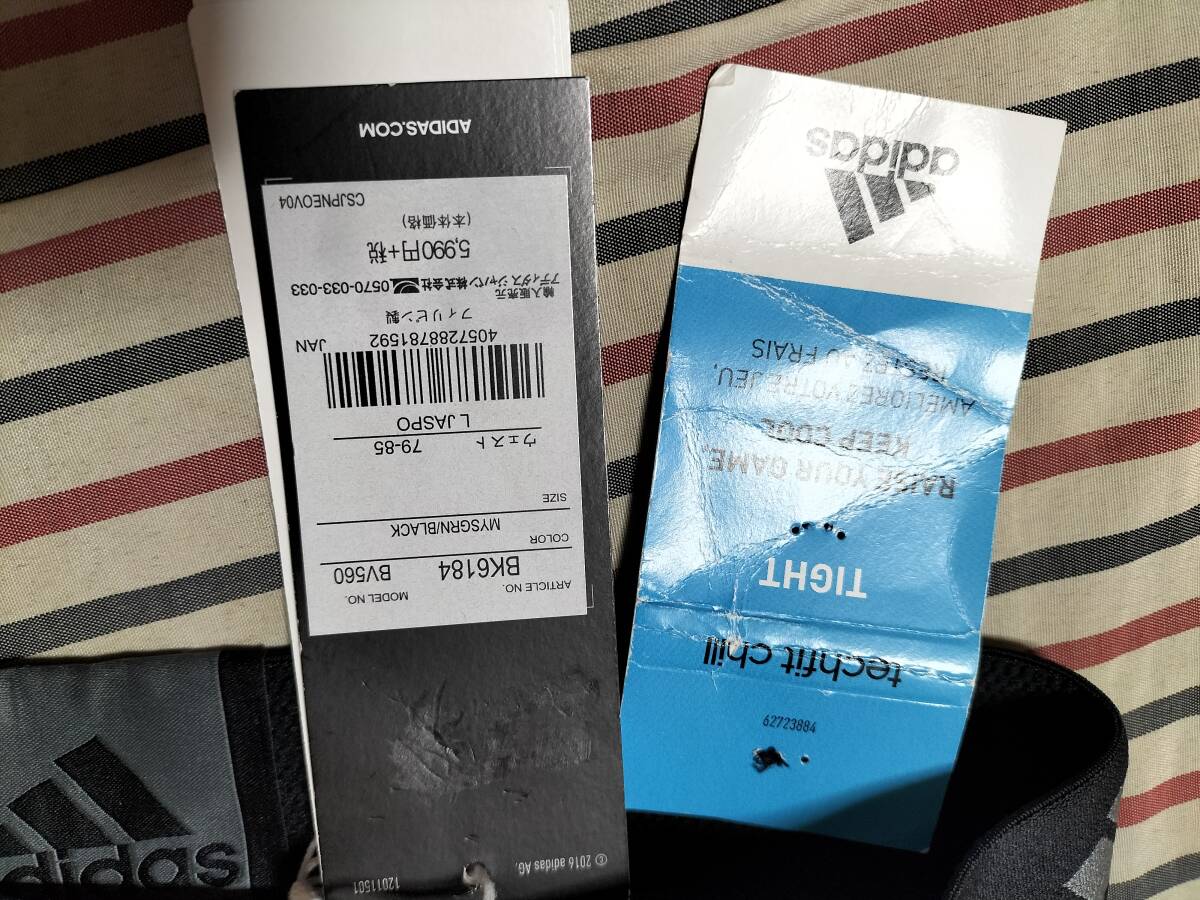 12011501
© 2016 adidas AG.
ARTICLE NO.
MODEL NO.
BK6184
BV560
COLOR
MYSGRN/BLACK
SIZE
ウェスト
79-85
L JASPO
4057288781592
JAN
フィリピン製
輸入販売元
アディダス ジャパン株式会社 0570-033-033
5,990円+税
(本体価格)
CSJPNEOV04
ADIDAS.COM
62723884
techfit chill
TIGHT
RAISE YOUR GAME,
KEEP COOL
AMÉLIOREZ VOTRE JEU,
RESTEZ AU FRAIS
adidas
adidas